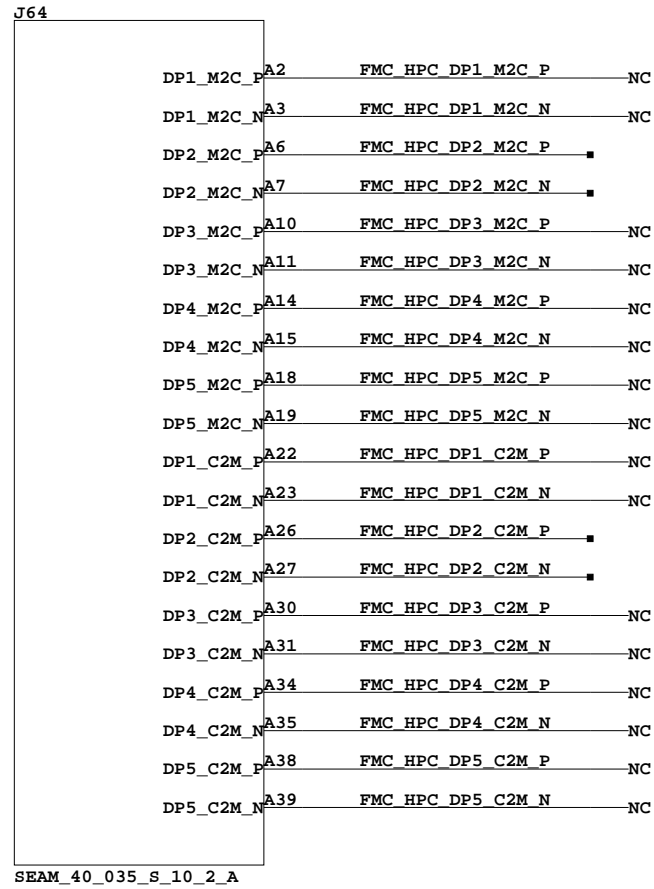 J64
DP1_M2C_P A2 FMC_HPC_DP1_M2C_P NC
DP1_M2C_N A3 FMC_HPC_DP1_M2C_N NC
DP2_M2C_P A6 FMC_HPC_DP2_M2C_P
DP2_M2C_N A7 FMC_HPC_DP2_M2C_N
DP3_M2C_P A10 FMC_HPC_DP3_M2C_P NC
DP3_M2C_N A11 FMC_HPC_DP3_M2C_N NC
DP4_M2C_P A14 FMC_HPC_DP4_M2C_P NC
DP4_M2C_N A15 FMC_HPC_DP4_M2C_N NC
DP5_M2C_P A18 FMC_HPC_DP5_M2C_P NC
DP5_M2C_N A19 FMC_HPC_DP5_M2C_N NC
DP1_C2M_P A22 FMC_HPC_DP1_C2M_P NC
DP1_C2M_N A23 FMC_HPC_DP1_C2M_N NC
DP2_C2M_P A26 FMC_HPC_DP2_C2M_P
DP2_C2M_N A27 FMC_HPC_DP2_C2M_N
DP3_C2M_P A30 FMC_HPC_DP3_C2M_P NC
DP3_C2M_N A31 FMC_HPC_DP3_C2M_N NC
DP4_C2M_P A34 FMC_HPC_DP4_C2M_P NC
DP4_C2M_N A35 FMC_HPC_DP4_C2M_N NC
DP5_C2M_P A38 FMC_HPC_DP5_C2M_P NC
DP5_C2M_N A39 FMC_HPC_DP5_C2M_N NC
SEAM_40_035_S_10_2_A